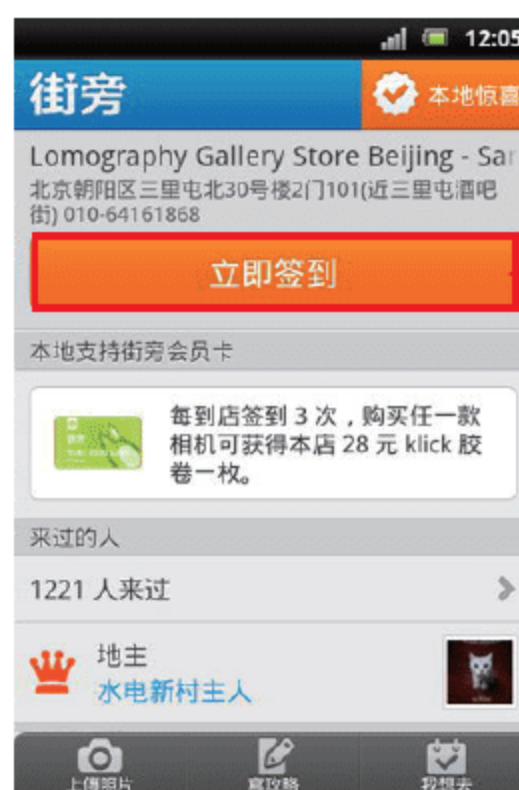 12:05
街旁
本地惊喜
Lomography Gallery Store Beijing - San
北京朝阳区三里屯北30号楼2门101(近三里屯酒吧
街) 010-64161868
立即签到
本地支持街旁会员卡
每到店签到 3 次，购买任一款
相机可获得本店 28 元 klick 胶
卷一枚。
来过的人
1221 人来过
地主
水电新村主人
上傳照片
寫攻略
我想去